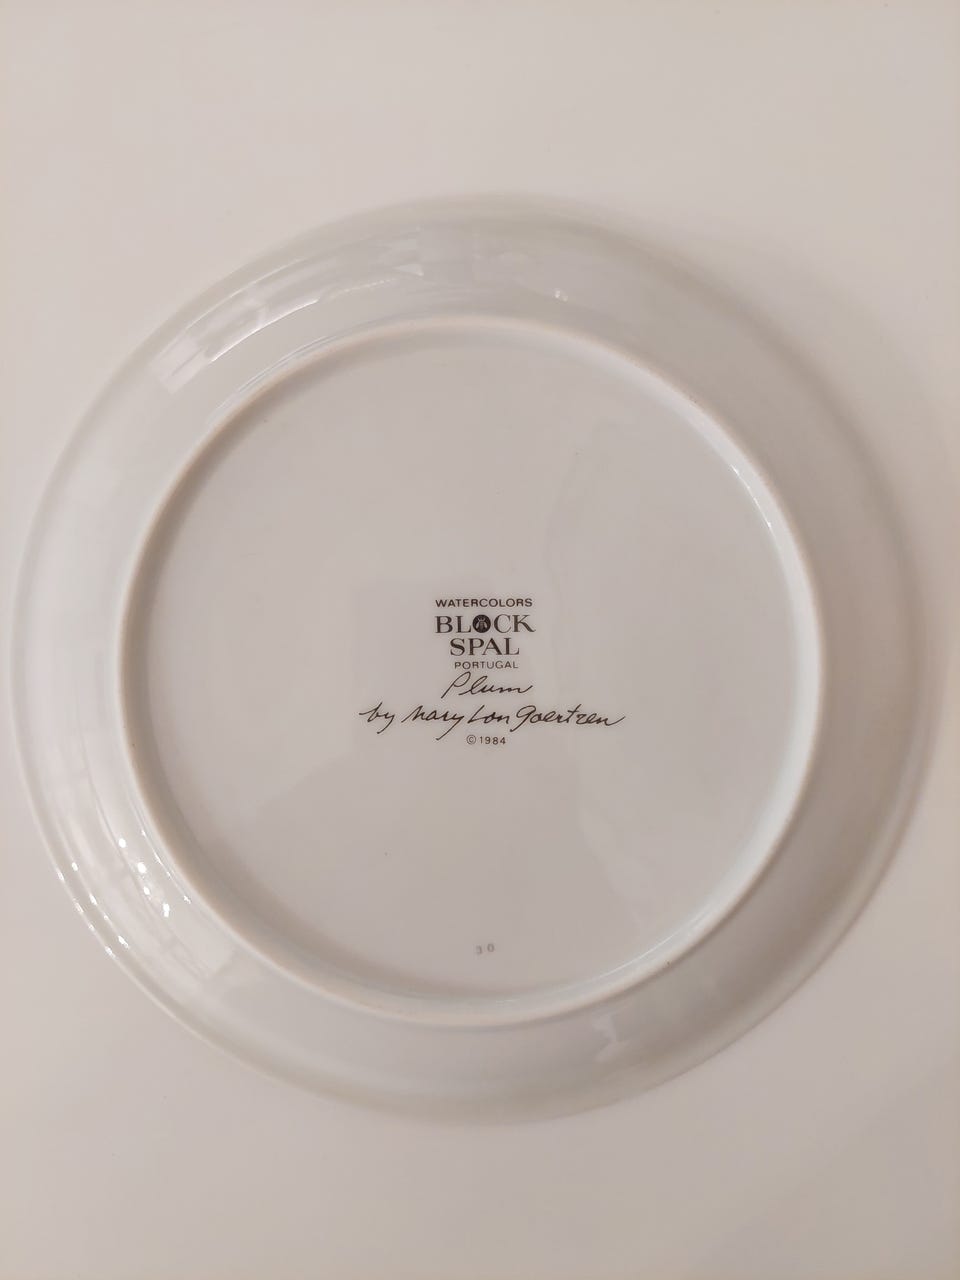 WATERCOLORS
BLOCK
SPAL
PORTUGAL
Plum
by Mary Lou Goertzen
© 1984
30